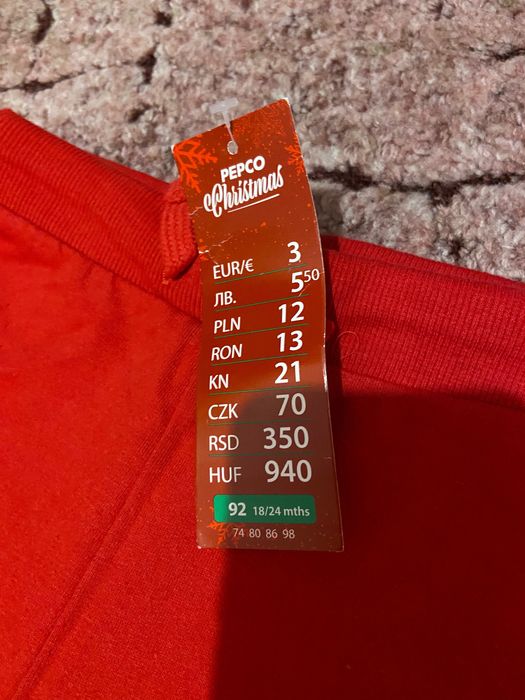 PEPCO
Christmas
EUR/€ 3
ЛВ. 5,50
PLN 12
RON 13
KN 21
CZK 70
RSD 350
HUF 940
92 18/24 mths
74 80 86 98